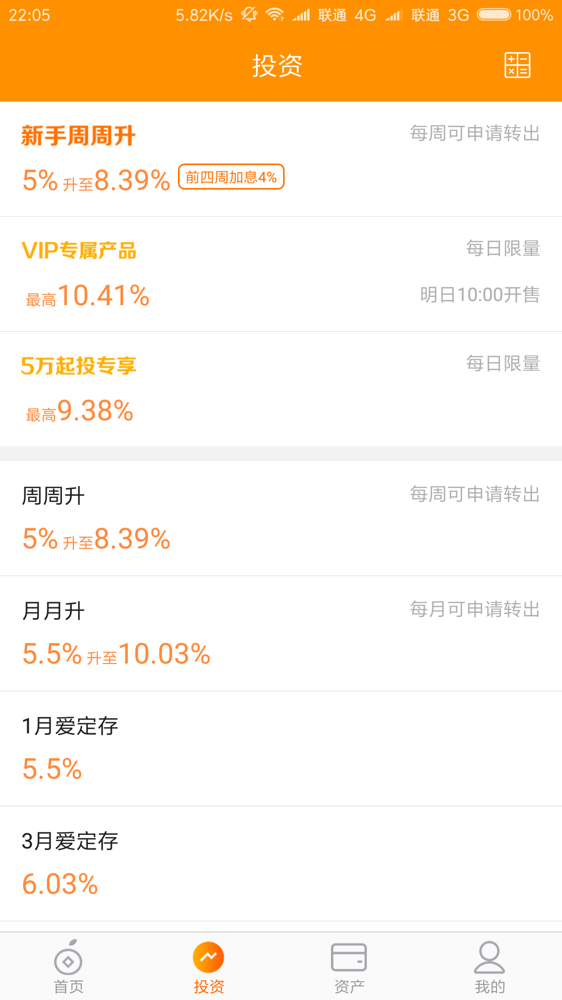 22:05 5.82K/s 联通 4G 联通 3G 100%
投资
新手周周升 每周可申请转出
5% 升至8.39% 前四周加息4%
VIP专属产品 每日限量
最高10.41% 明日10:00开售
5万起投专享 每日限量
最高9.38%
周周升 每周可申请转出
5% 升至8.39%
月月升 每月可申请转出
5.5% 升至10.03%
1月爱定存
5.5%
3月爱定存
6.03%
首页 投资 资产 我的